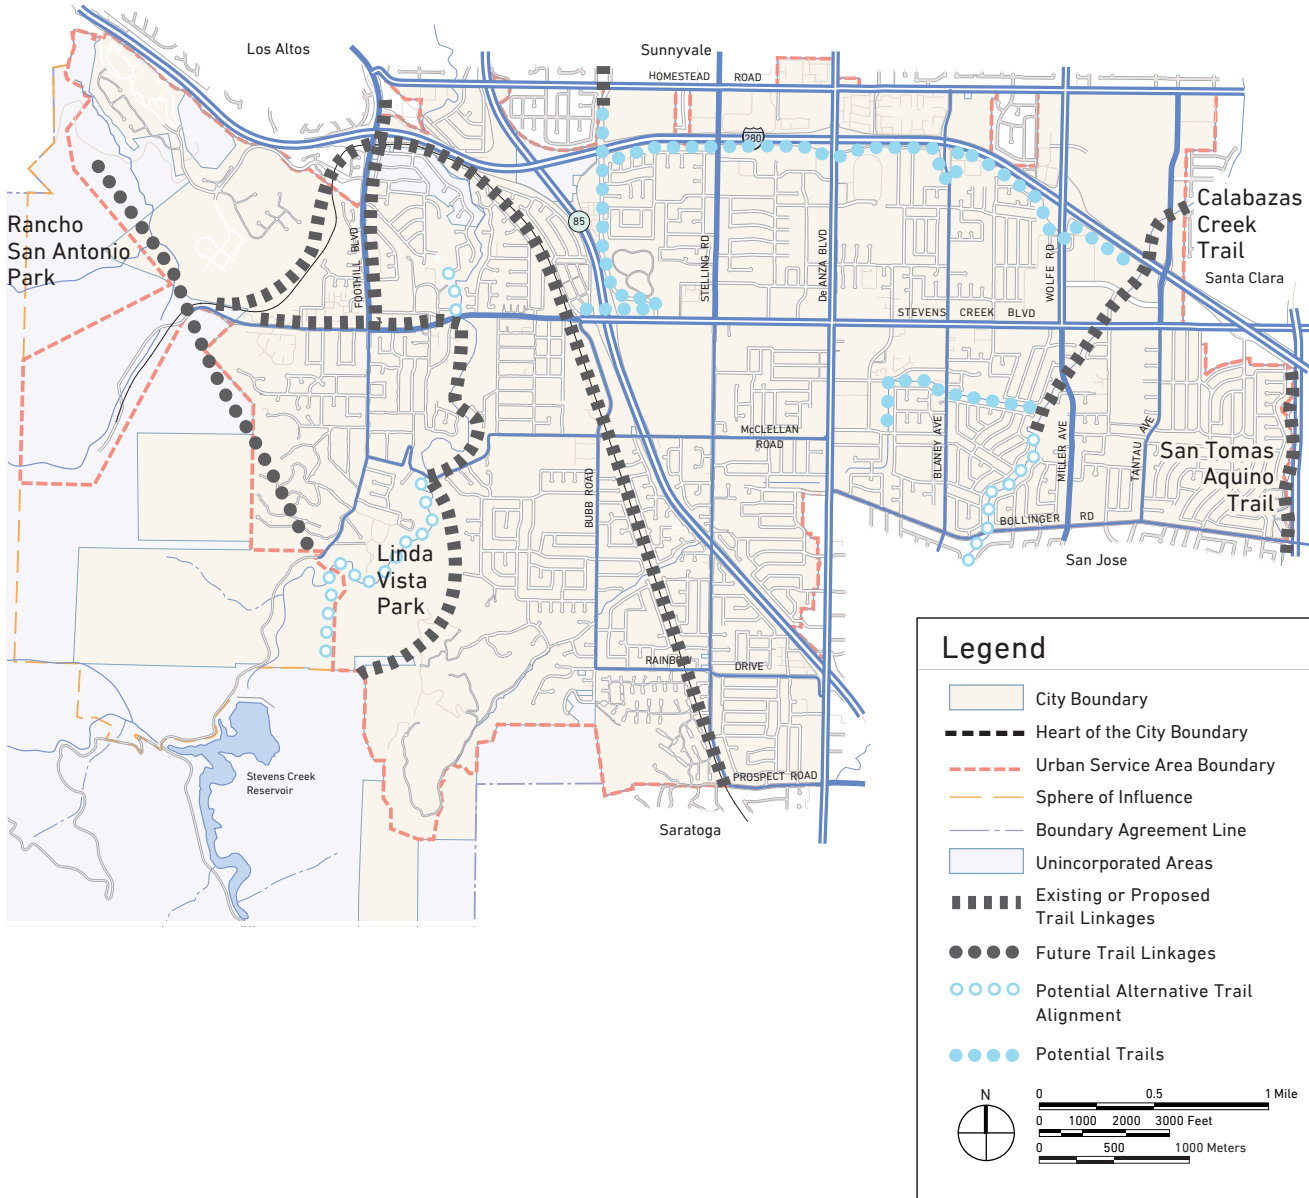 Los Altos
Sunnyvale
HOMESTEAD ROAD
280
Rancho
San Antonio
Park
85
FOOTHILL BLVD
STELLING RD
De ANZA BLVD
WOLFE RD
Calabazas
Creek
Trail
Santa Clara
STEVENS CREEK BLVD
McCLELLAN
ROAD
BUBB ROAD
BLANEY AVE
MILLER AVE
TANTAU AVE
San Tomas
Aquino
Trail
BOLLINGER RD
San Jose
Linda
Vista
Park
RAINBOW DRIVE
Stevens Creek
Reservoir
PROSPECT ROAD
Saratoga
Legend
City Boundary
Heart of the City Boundary
Urban Service Area Boundary
Sphere of Influence
Boundary Agreement Line
Unincorporated Areas
Existing or Proposed
Trail Linkages
Future Trail Linkages
Potential Alternative Trail
Alignment
Potential Trails
N
0 0.5 1 Mile
0 1000 2000 3000 Feet
0 500 1000 Meters